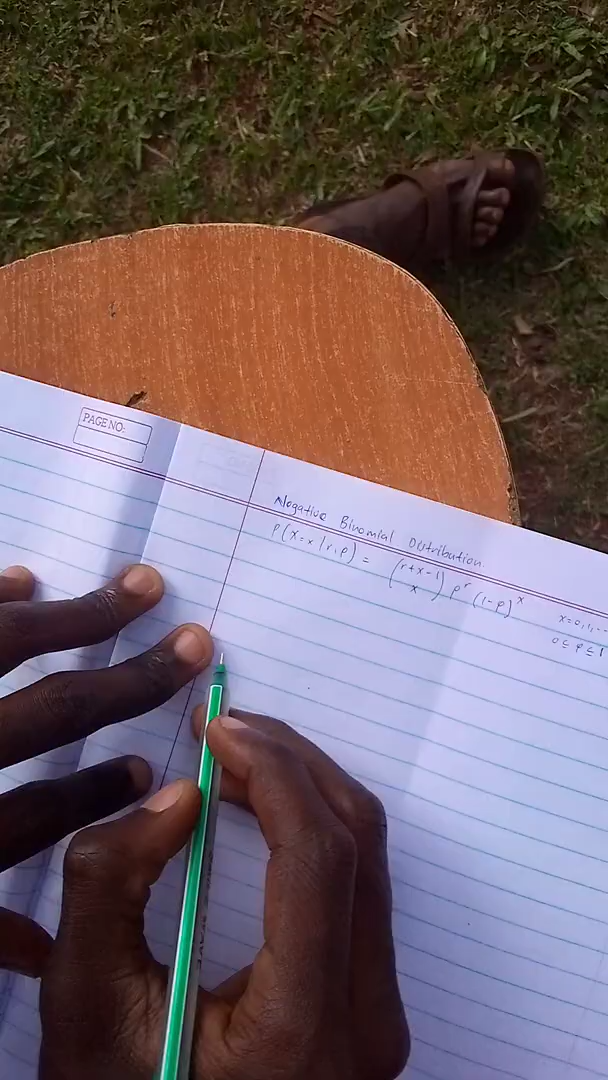 PAGE NO:
Negative Binomial Distribution.
P(X=x/r,p) = (r+x-1 x) p^r (1-p)^x x=0,1,--
0 ≤ p ≤ 1